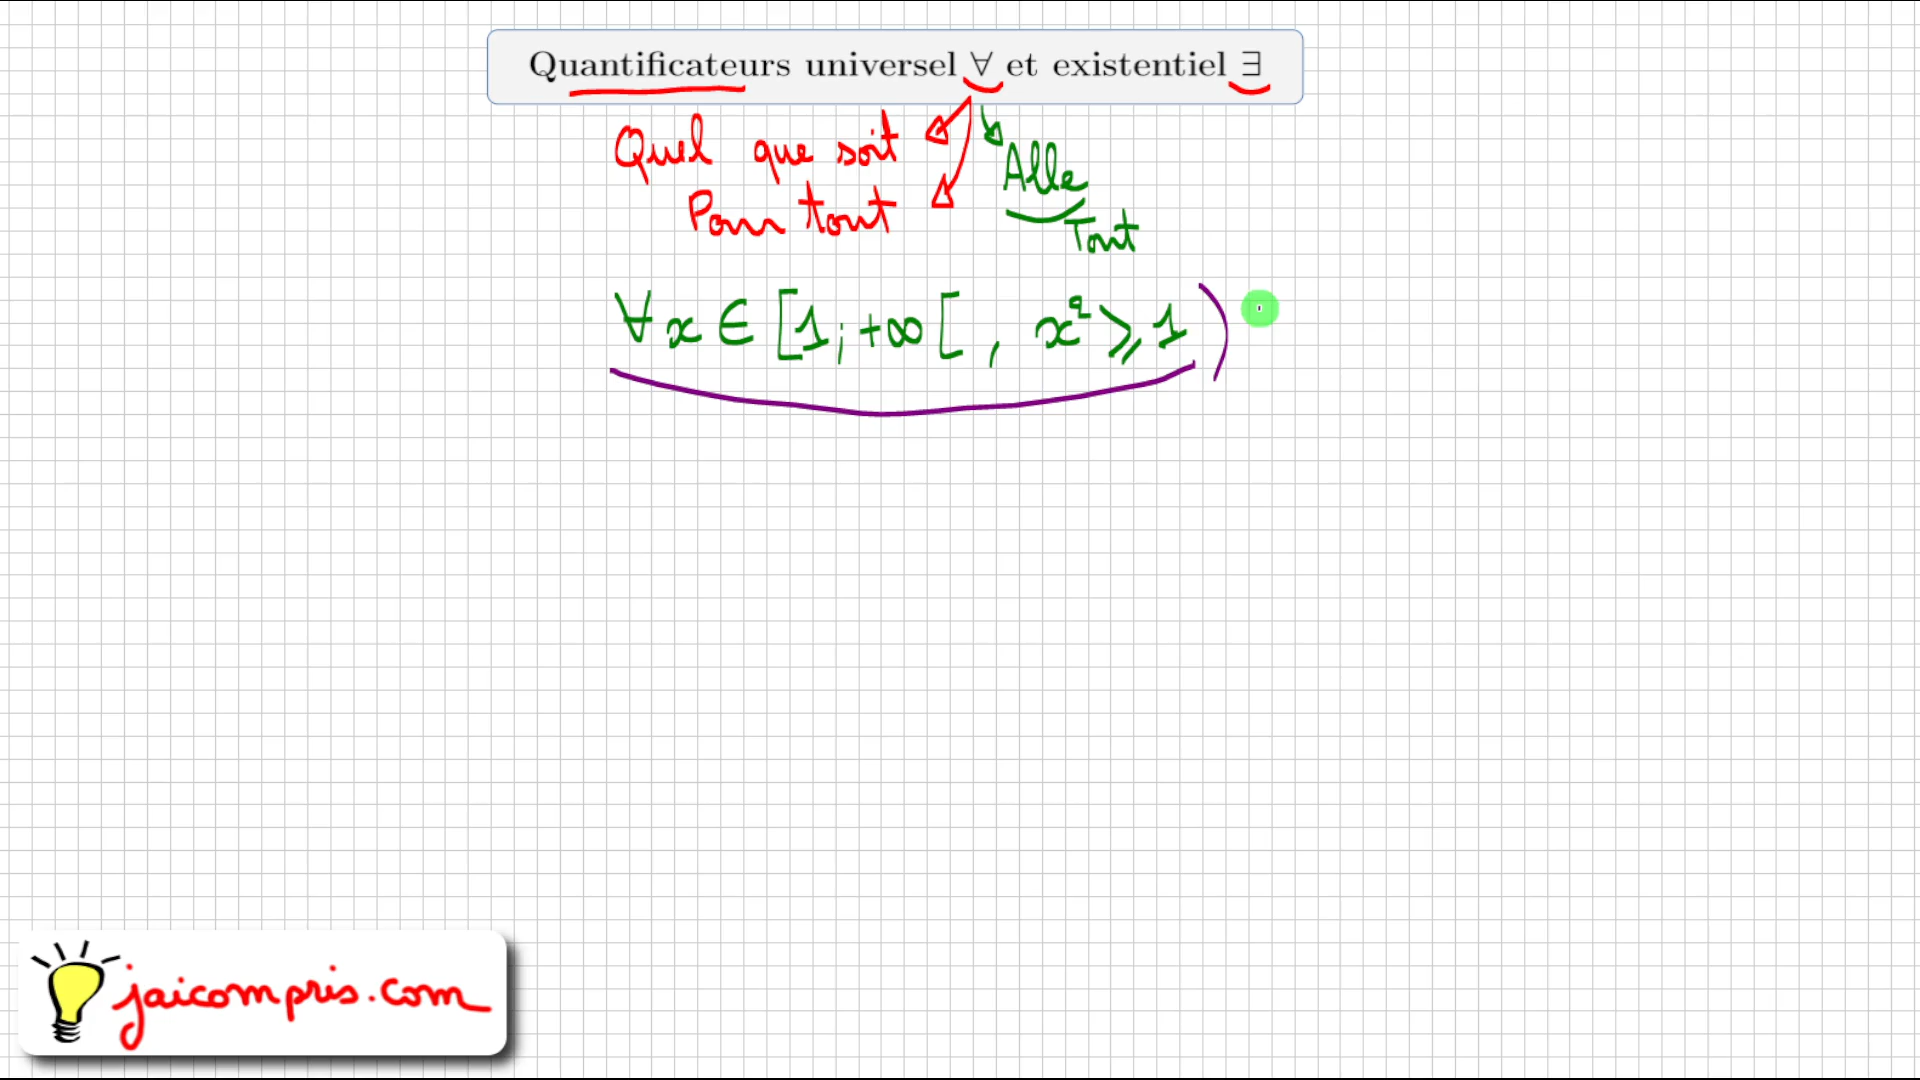 Quantificateurs universel ∀ et existentiel ∃
Quel que soit
Alle
Pour tout
Tout
∀x ∈ [1;+∞[ , x² ⩾ 1 )
jaicompris.com